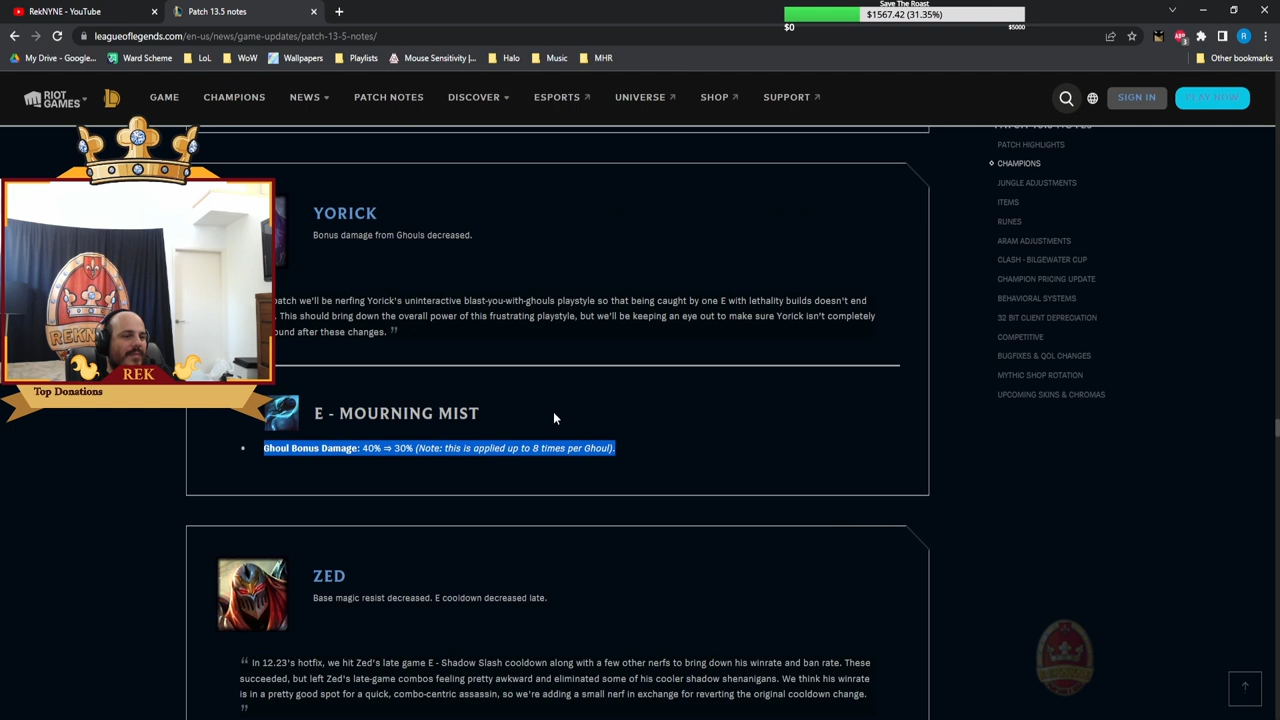 RekNYNE - YouTube
Patch 13.5 notes
Save The Roast
$1567.42 (31.35%)
$0
$5000
leagueoflegends.com/en-us/news/game-updates/patch-13-5-notes/
My Drive - Google...
Ward Scheme
LoL
WoW
Wallpapers
Playlists
Mouse Sensitivity |...
Halo
Music
MHR
Other bookmarks
RIOT GAMES
GAME
CHAMPIONS
NEWS
PATCH NOTES
DISCOVER
ESPORTS
UNIVERSE
SHOP
SUPPORT
SIGN IN
PLAY NOW
PATCH 13.5 NOTES
PATCH HIGHLIGHTS
CHAMPIONS
JUNGLE ADJUSTMENTS
ITEMS
RUNES
ARAM ADJUSTMENTS
CLASH - BILGEWATER CUP
CHAMPION PRICING UPDATE
BEHAVIORAL SYSTEMS
32 BIT CLIENT DEPRECIATION
COMPETITIVE
BUGFIXES & QOL CHANGES
MYTHIC SHOP ROTATION
UPCOMING SKINS & CHROMAS
YORICK
Bonus damage from Ghouls decreased.
patch we'll be nerfing Yorick's uninteractive blast-you-with-ghouls playstyle so that being caught by one E with lethality builds doesn't end
. This should bring down the overall power of this frustrating playstyle, but we'll be keeping an eye out to make sure Yorick isn't completely
ound after these changes. ”
REKNYNE
REK
Top Donations
E - MOURNING MIST
• Ghoul Bonus Damage: 40% ⇒ 30% (Note: this is applied up to 8 times per Ghoul).
ZED
Base magic resist decreased. E cooldown decreased late.
“ In 12.23's hotfix, we hit Zed's late game E - Shadow Slash cooldown along with a few other nerfs to bring down his winrate and ban rate. These
succeeded, but left Zed's late-game combos feeling pretty awkward and eliminated some of his cooler shadow shenanigans. We think his winrate
is in a pretty good spot for a quick, combo-centric assassin, so we're adding a small nerf in exchange for reverting the original cooldown change.
”